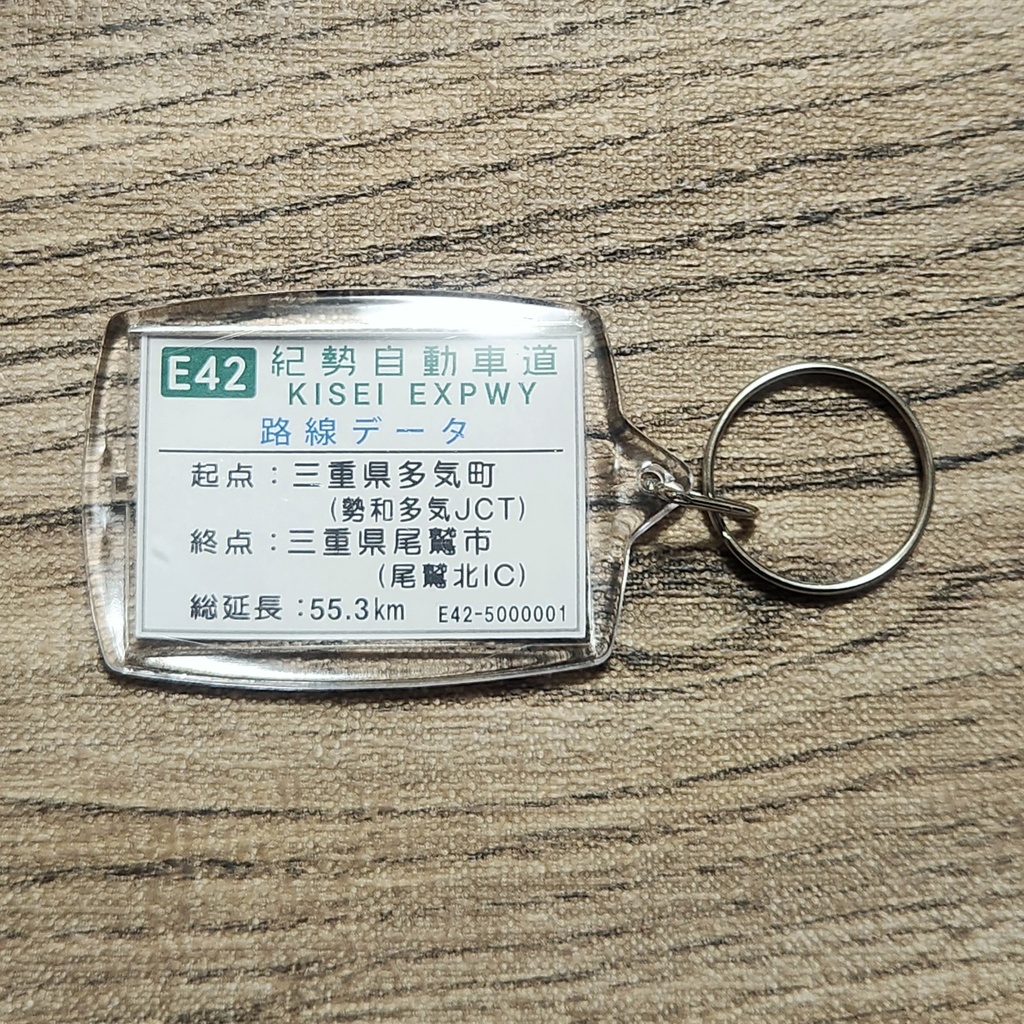 E42 紀勢自動車道
KISEI EXPWY
路線データ
起点：三重県多気町
(勢和多気JCT)
終点：三重県尾鷲市
(尾鷲北IC)
総延長：55.3km E42-5000001